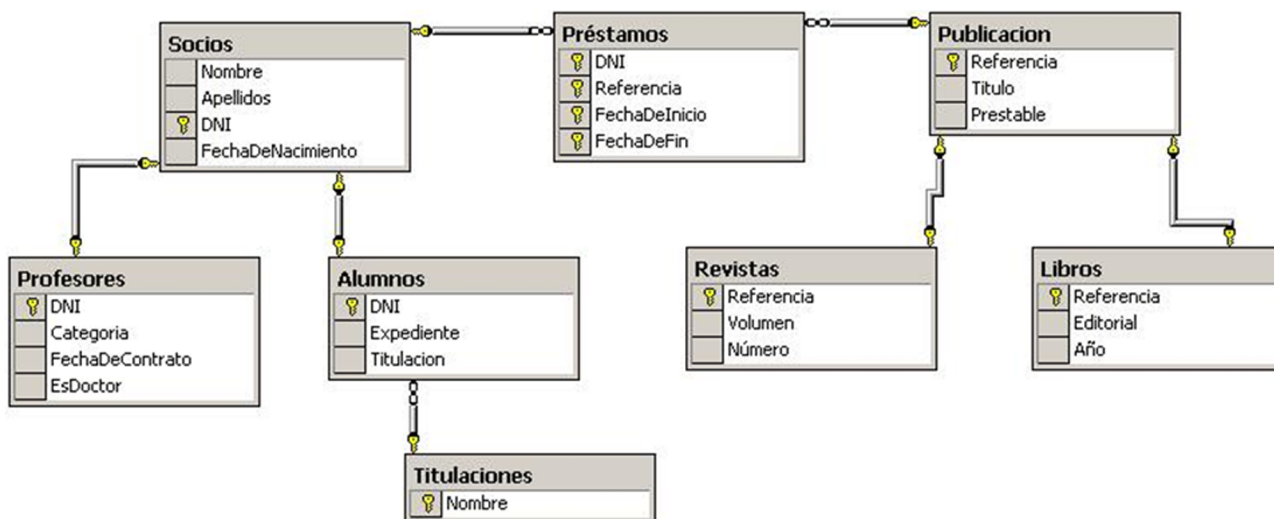 Socios
Nombre
Apellidos
DNI
FechaDeNacimiento
Préstamos
DNI
Referencia
FechaDeInicio
FechaDeFin
Publicacion
Referencia
Titulo
Prestable
Profesores
DNI
Categoria
FechaDeContrato
EsDoctor
Alumnos
DNI
Expediente
Titulacion
Revistas
Referencia
Volumen
Número
Libros
Referencia
Editorial
Año
Titulaciones
Nombre